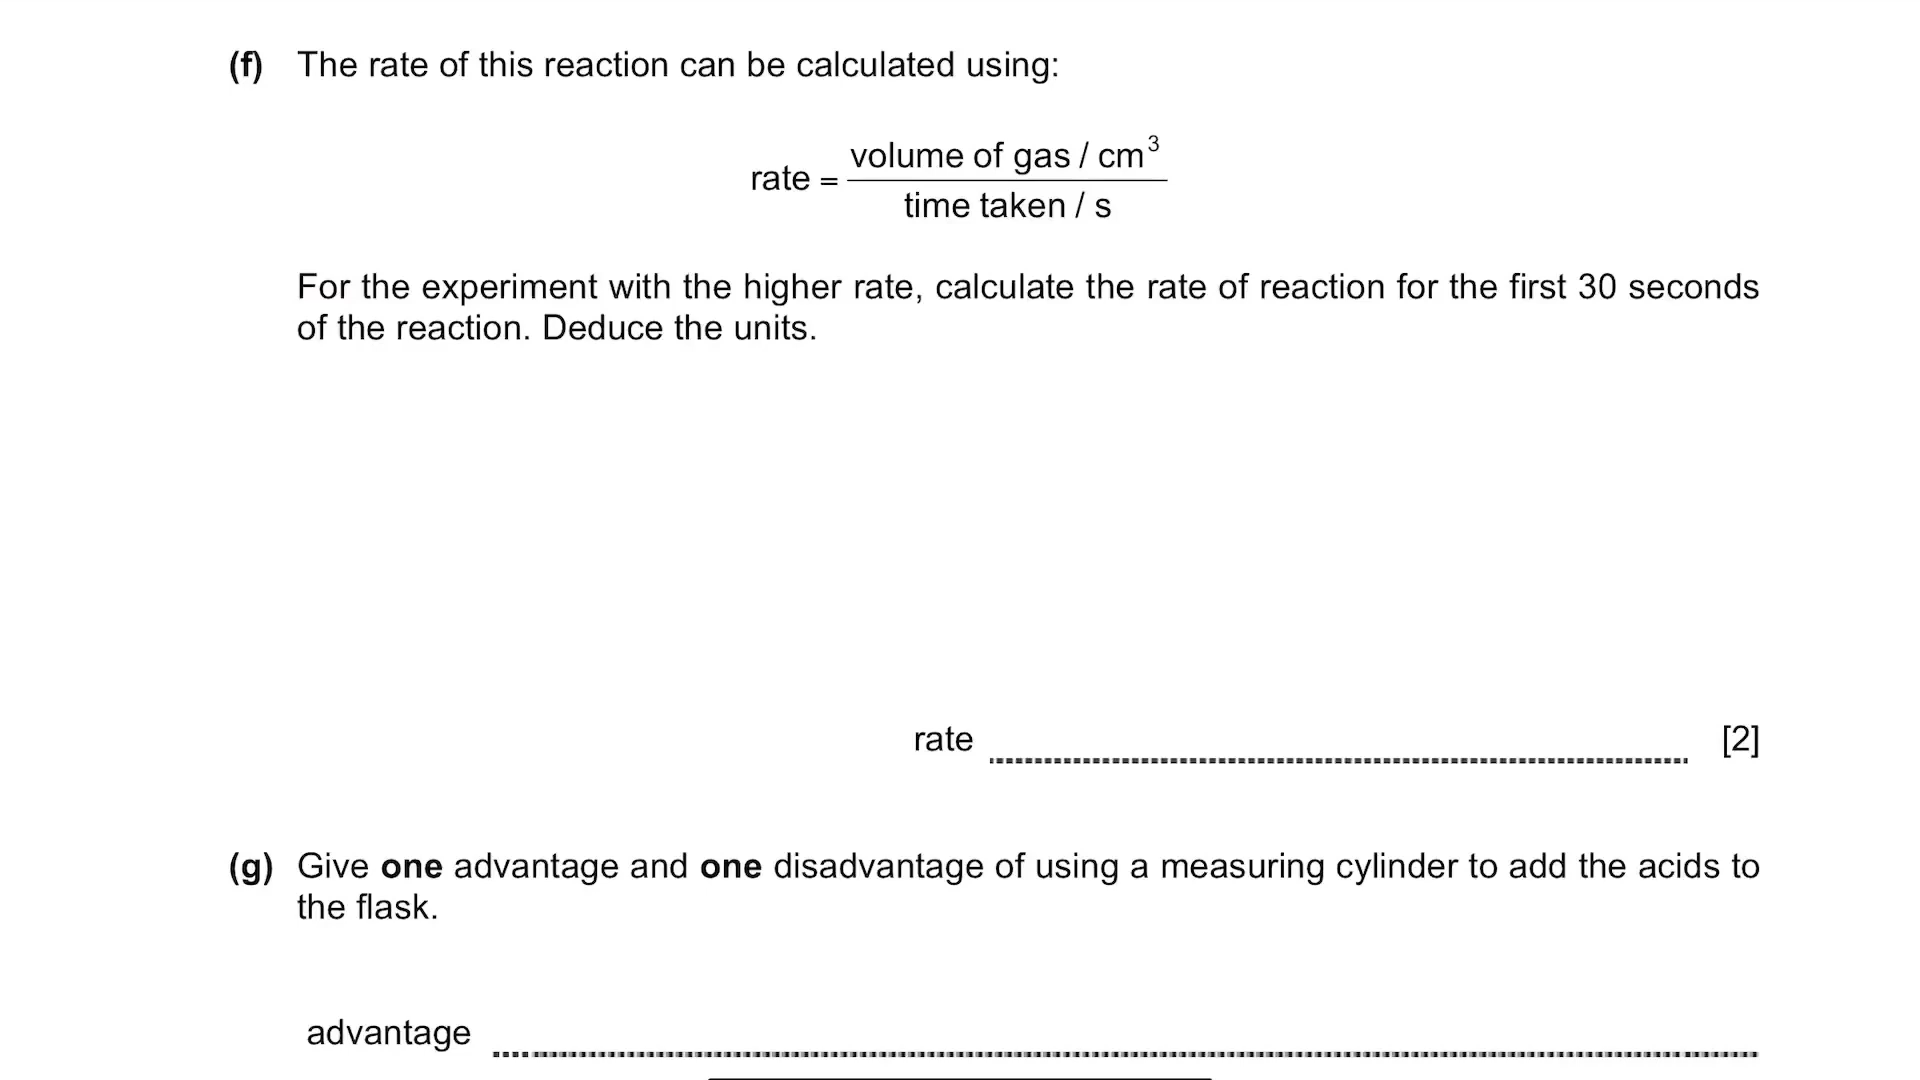 (f) The rate of this reaction can be calculated using:
rate = volume of gas / cm³
time taken / s
For the experiment with the higher rate, calculate the rate of reaction for the first 30 seconds
of the reaction. Deduce the units.
rate ........................................ [2]
(g) Give one advantage and one disadvantage of using a measuring cylinder to add the acids to
the flask.
advantage ........................................